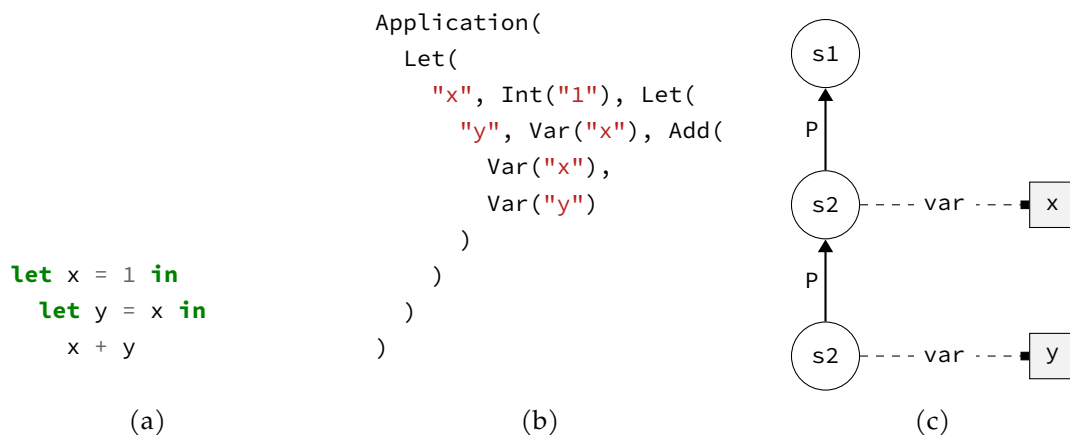 let x = 1 in
  let y = x in
    x + y
(a)
Application(
  Let(
    "x", Int("1"), Let(
      "y", Var("x"), Add(
        Var("x"),
        Var("y")
      )
    )
  )
)
(b)
s1
P
s2 var x
P
s2 var y
(c)